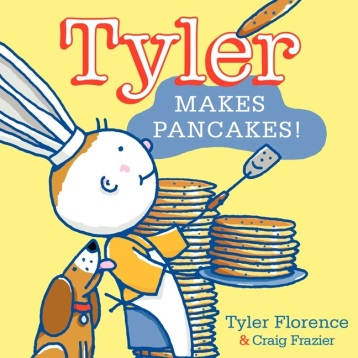 Tyler
MAKES
PANCAKES!
Tyler Florence
& Craig Frazier